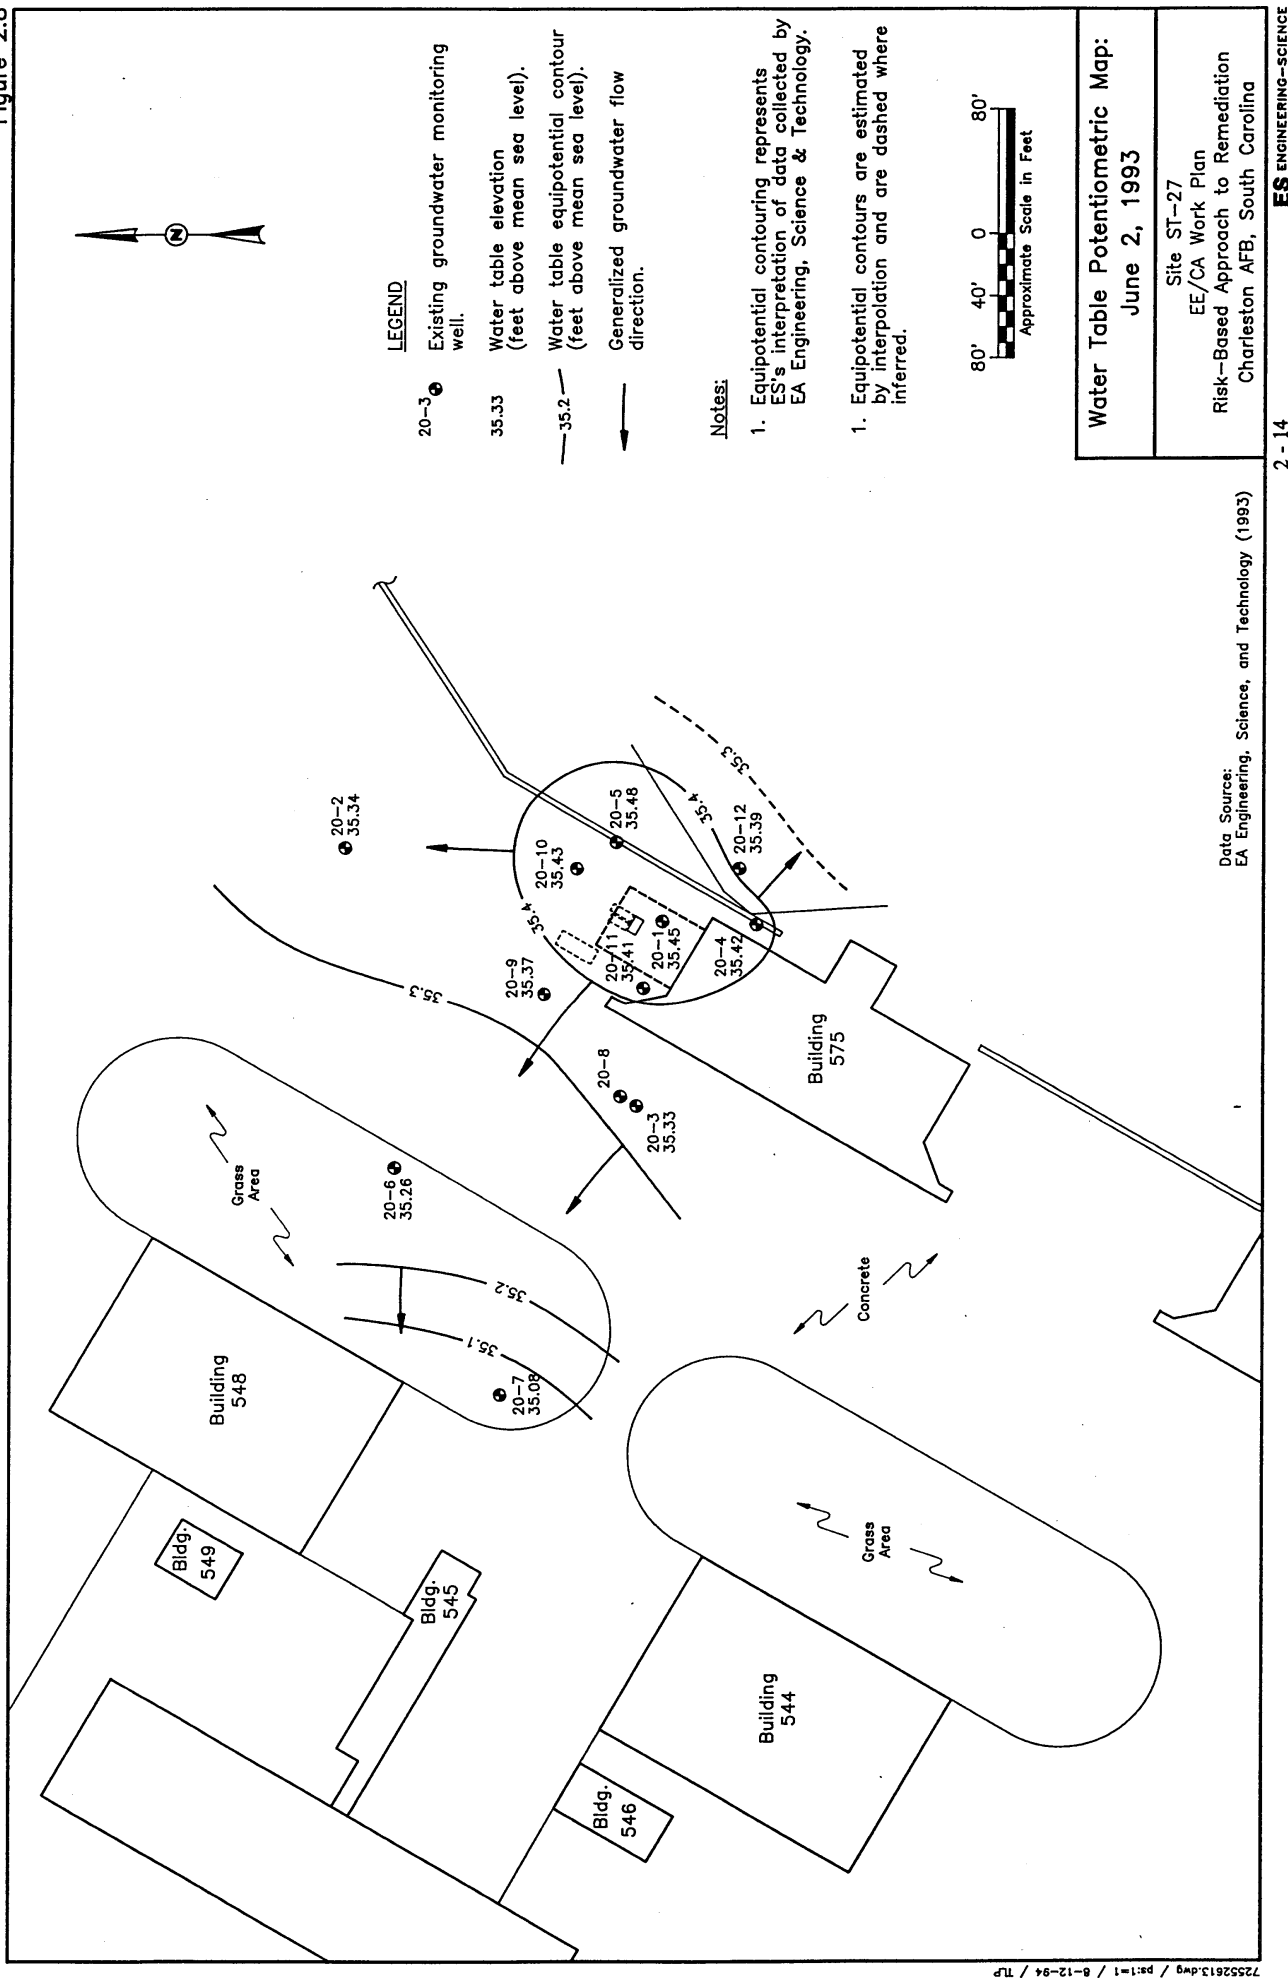 Figure 2.8
N
LEGEND
20-3
Existing groundwater monitoring
well.
35.33
Water table elevation
(feet above mean sea level).
35.2
Water table equipotential contour
(feet above mean sea level).
Generalized groundwater flow
direction.
Notes:
1. Equipotential contouring represents
ES's interpretation of data collected by
EA Engineering, Science & Technology.
1. Equipotential contours are estimated
by interpolation and are dashed where
inferred.
80' 40' 0 80'
Approximate Scale in Feet
Water Table Potentiometric Map:
June 2, 1993
Site ST-27
EE/CA Work Plan
Risk-Based Approach to Remediation
Charleston AFB, South Carolina
ES ENGINEERING-SCIENCE
2 - 14
Data Source:
EA Engineering, Science, and Technology (1993)
20-2
35.34
20-10
35.43
20-5
35.48
20-12
35.39
35.3
35.4
35.4
20-9
35.37
20-11
35.41
20-1
35.45
20-4
35.42
35.3
20-8
20-3
35.33
Building
575
Grass
Area
20-6
35.26
35.2
35.1
20-7
35.08
Building
548
Bldg.
549
Bldg.
545
Concrete
Grass
Area
Building
544
Bldg.
546
72552613.dwg / ps:1=1 / 8-12-94 / TLP